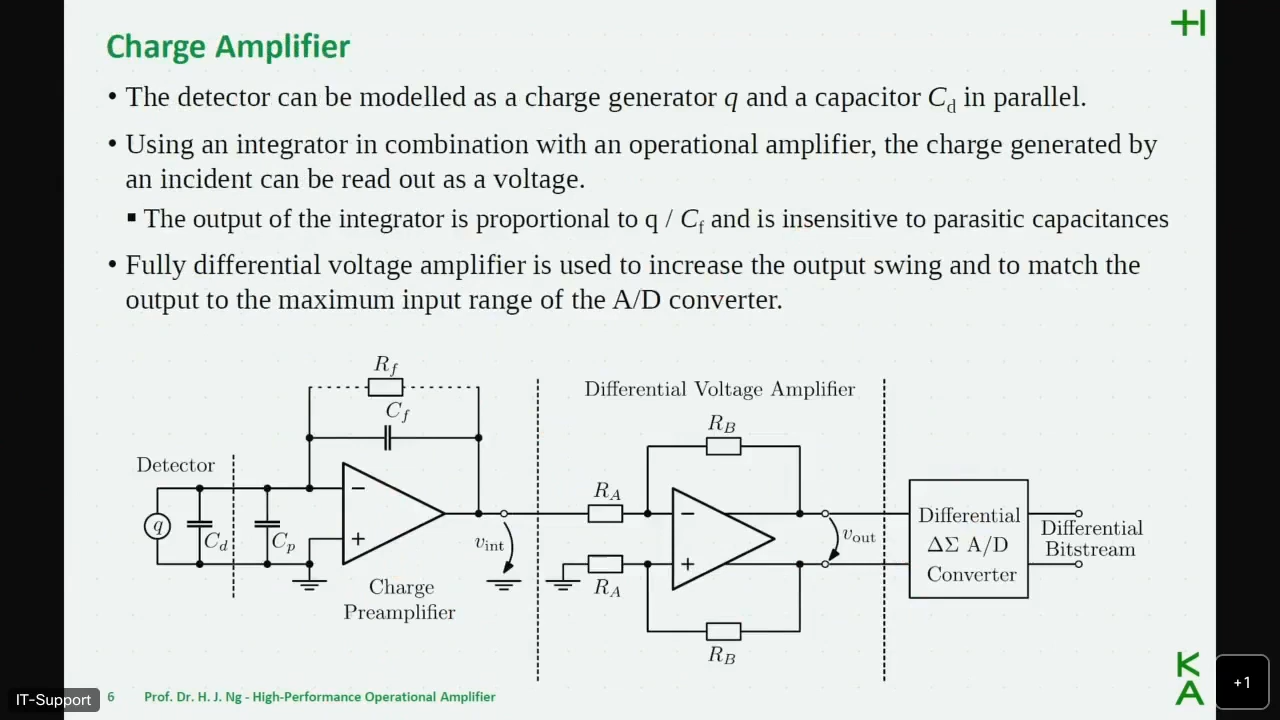 Charge Amplifier
• The detector can be modelled as a charge generator q and a capacitor Cd in parallel.
• Using an integrator in combination with an operational amplifier, the charge generated by
an incident can be read out as a voltage.
▪ The output of the integrator is proportional to q / Cf and is insensitive to parasitic capacitances
• Fully differential voltage amplifier is used to increase the output swing and to match the
output to the maximum input range of the A/D converter.
Rf
Cf
Detector
q
Cd
Cp
−
+
vint
Charge
Preamplifier
Differential Voltage Amplifier
RB
RA
−
+
RA
RB
vout
Differential
ΔΣ A/D
Converter
Differential
Bitstream
IT-Support
6
Prof. Dr. H. J. Ng - High-Performance Operational Amplifier
H
K
A
+1